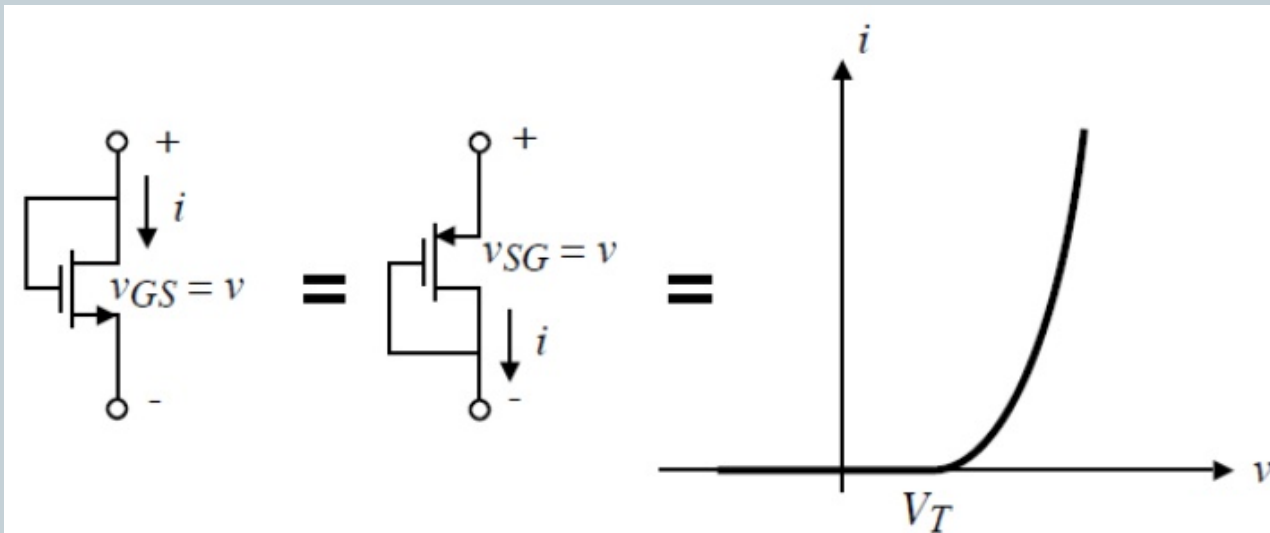 +
i
vGS = v
-
=
+
vSG = v
i
-
=
i
v
VT